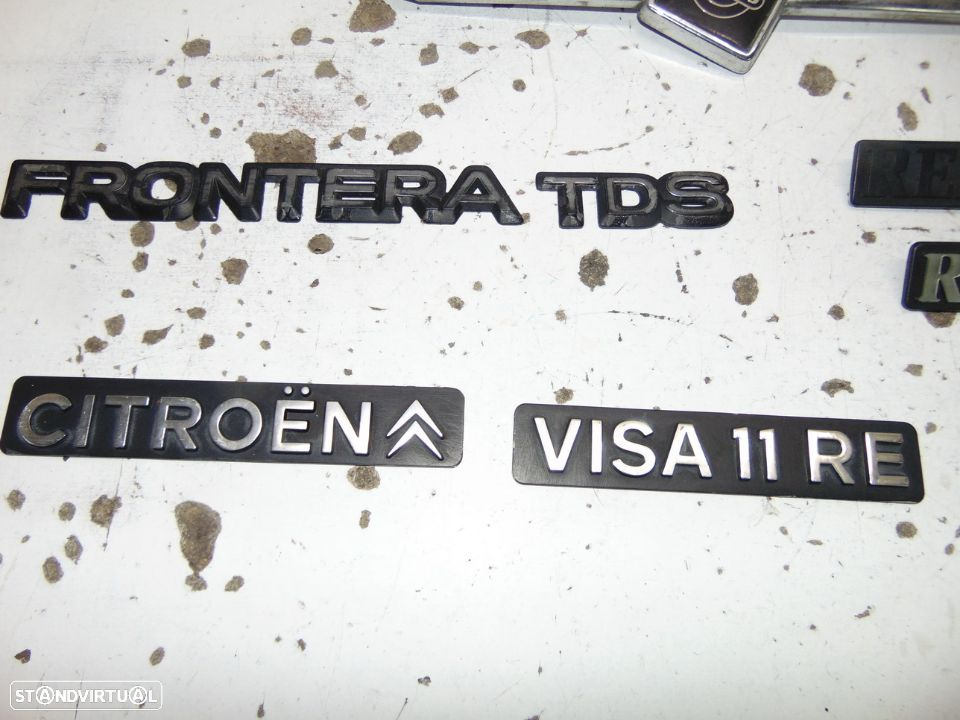 FRONTERA TDS
CITROËN
VISA 11 RE
STANDVIRTUAL